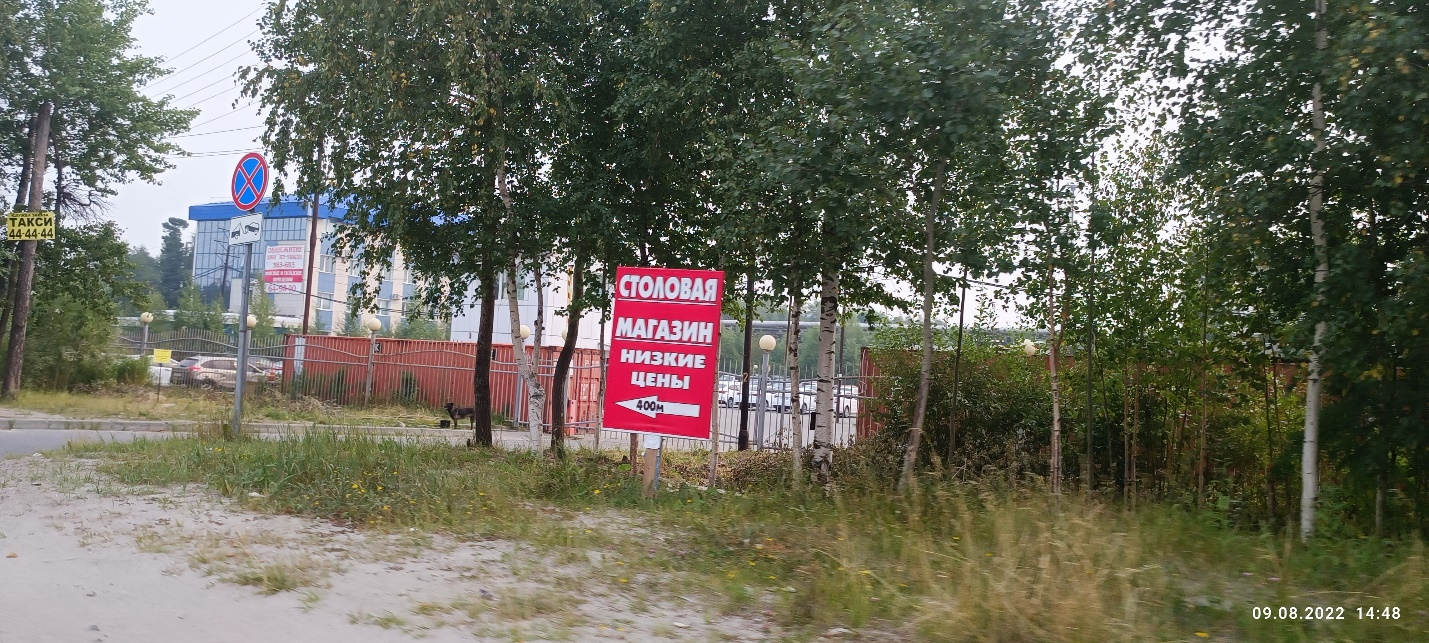 ТАКСИ
44-44-44
СТОЛОВАЯ
МАГАЗИН
НИЗКИЕ
ЦЕНЫ
400м
09.08.2022 14:48